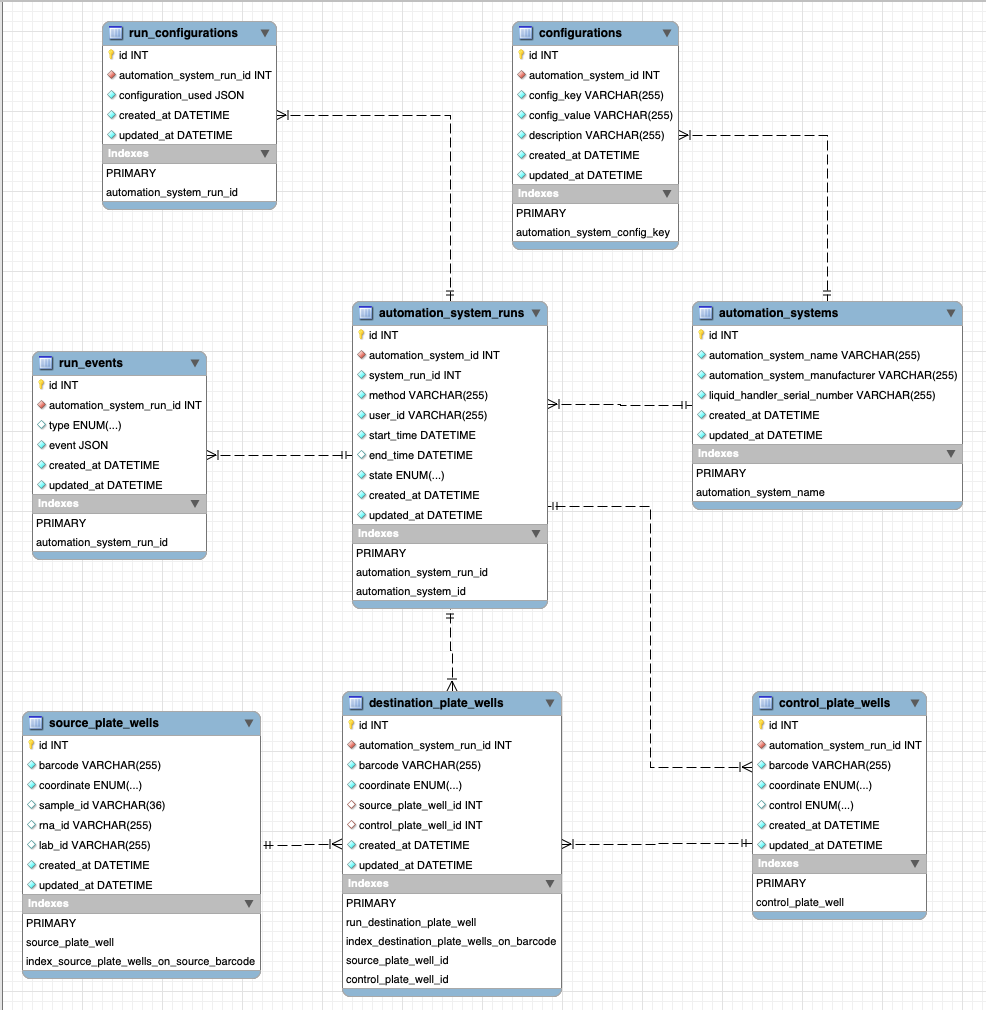 run_configurations
id INT
automation_system_run_id INT
configuration_used JSON
created_at DATETIME
updated_at DATETIME
Indexes
PRIMARY
automation_system_run_id
configurations
id INT
automation_system_id INT
config_key VARCHAR(255)
config_value VARCHAR(255)
description VARCHAR(255)
created_at DATETIME
updated_at DATETIME
Indexes
PRIMARY
automation_system_config_key
run_events
id INT
automation_system_run_id INT
type ENUM(...)
event JSON
created_at DATETIME
updated_at DATETIME
Indexes
PRIMARY
automation_system_run_id
automation_system_runs
id INT
automation_system_id INT
system_run_id INT
method VARCHAR(255)
user_id VARCHAR(255)
start_time DATETIME
end_time DATETIME
state ENUM(...)
created_at DATETIME
updated_at DATETIME
Indexes
PRIMARY
automation_system_run_id
automation_system_id
automation_systems
id INT
automation_system_name VARCHAR(255)
automation_system_manufacturer VARCHAR(255)
liquid_handler_serial_number VARCHAR(255)
created_at DATETIME
updated_at DATETIME
Indexes
PRIMARY
automation_system_name
source_plate_wells
id INT
barcode VARCHAR(255)
coordinate ENUM(...)
sample_id VARCHAR(36)
rna_id VARCHAR(255)
lab_id VARCHAR(255)
created_at DATETIME
updated_at DATETIME
Indexes
PRIMARY
source_plate_well
index_source_plate_wells_on_source_barcode
destination_plate_wells
id INT
automation_system_run_id INT
barcode VARCHAR(255)
coordinate ENUM(...)
source_plate_well_id INT
control_plate_well_id INT
created_at DATETIME
updated_at DATETIME
Indexes
PRIMARY
run_destination_plate_well
index_destination_plate_wells_on_barcode
source_plate_well_id
control_plate_well_id
control_plate_wells
id INT
automation_system_run_id INT
barcode VARCHAR(255)
coordinate ENUM(...)
control ENUM(...)
created_at DATETIME
updated_at DATETIME
Indexes
PRIMARY
control_plate_well